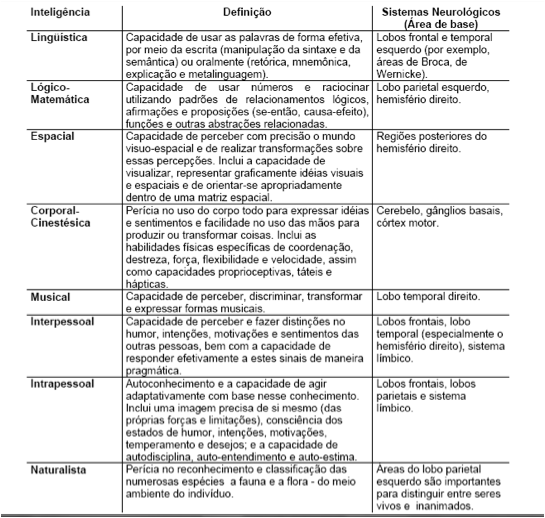 Inteligência Definição Sistemas Neurológicos
(Área de base)
Lingüística Capacidade de usar as palavras de forma efetiva, Lobos frontal e temporal
por meio da escrita (manipulação da sintaxe e da esquerdo (por exemplo,
semântica) ou oralmente (retórica, mnemônica, áreas de Broca, de
explicação e metalinguagem). Wernicke).
Lógico- Capacidade de usar números e raciocinar Lobo parietal esquerdo,
Matemática utilizando padrões de relacionamentos lógicos, hemisfério direito.
afirmações e proposições (se-então, causa-efeito),
funções e outras abstrações relacionadas.
Espacial Capacidade de perceber com precisão o mundo Regiões posteriores do
visuo-espacial e de realizar transformações sobre hemisfério direito.
essas percepções. Inclui a capacidade de
visualizar, representar graficamente idéias visuais
e espaciais e de orientar-se apropriadamente
dentro de uma matriz espacial.
Corporal- Perícia no uso do corpo todo para expressar idéias Cerebelo, gânglios basais,
Cinestésica e sentimentos e facilidade no uso das mãos para córtex motor.
produzir ou transformar coisas. Inclui as
habilidades físicas específicas de coordenação,
destreza, força, flexibilidade e velocidade, assim
como capacidades proprioceptivas, táteis e
hápticas.
Musical Capacidade de perceber, discriminar, transformar Lobo temporal direito.
e expressar formas musicais.
Interpessoal Capacidade de perceber e fazer distinções no Lobos frontais, lobo
humor, intenções, motivações e sentimentos das temporal (especialmente o
outras pessoas, bem com a capacidade de hemisfério direito), sistema
responder efetivamente a estes sinais de maneira límbico.
pragmática.
Intrapessoal Autoconhecimento e a capacidade de agir Lobos frontais, lobos
adaptativamente com base nesse conhecimento. parietais e sistema
Inclui uma imagem precisa de si mesmo (das límbico.
próprias forças e limitações), consciência dos
estados de humor, intenções, motivações,
temperamento e desejos; e a capacidade de
autodisciplina, auto-entendimento e auto-estima.
Naturalista Perícia no reconhecimento e classificação das Áreas do lobo parietal
numerosas espécies a fauna e a flora - do meio esquerdo são importantes
ambiente do indivíduo. para distinguir entre seres
vivos e inanimados.